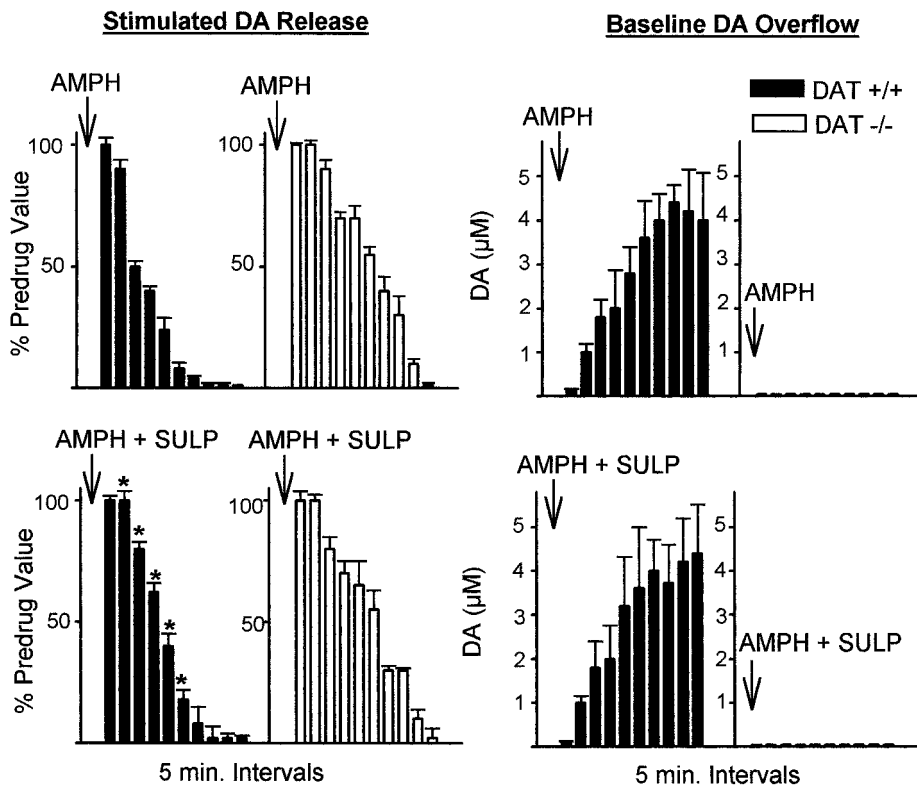 Stimulated DA Release
Baseline DA Overflow
DAT +/+
DAT -/-
AMPH
AMPH
AMPH
AMPH
% Predrug Value
100
50
100
50
DA (µM)
5
4
3
2
1
5
4
3
2
1
AMPH + SULP
AMPH + SULP
AMPH + SULP
AMPH + SULP
% Predrug Value
100
50
* * * * *
100
50
DA (µM)
5
4
3
2
1
5
4
3
2
1
5 min. Intervals
5 min. Intervals